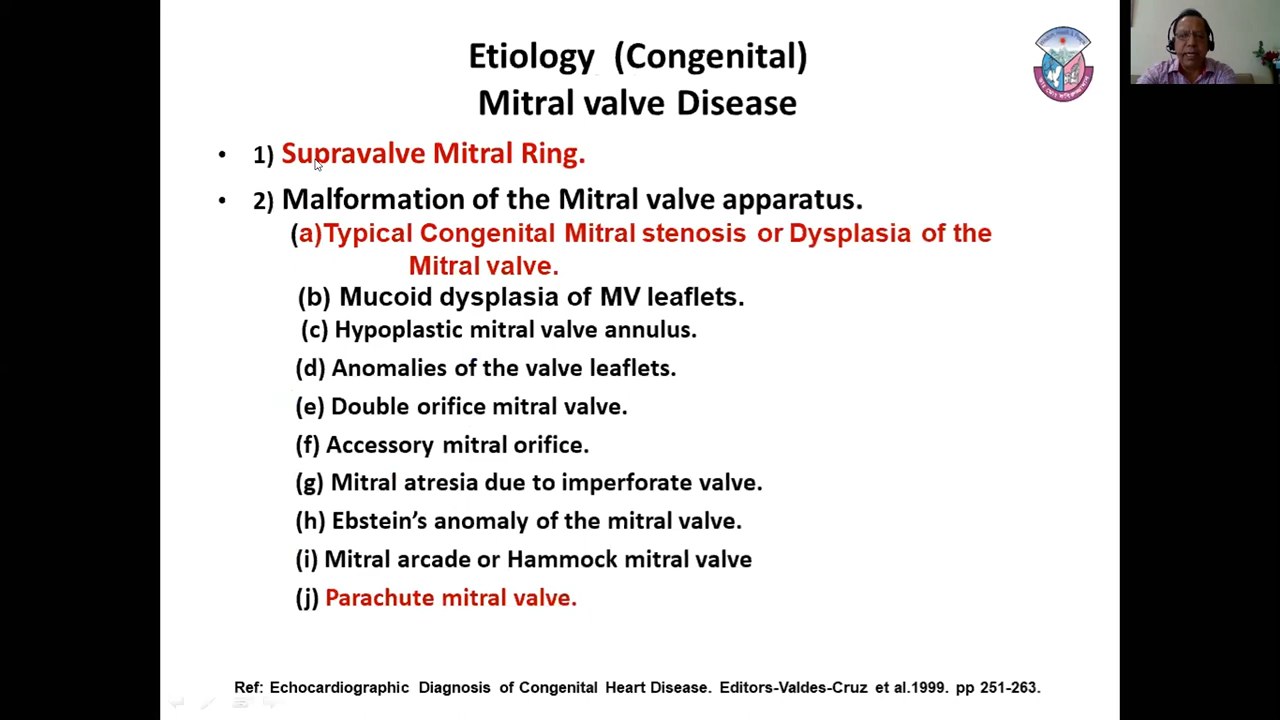 Etiology (Congenital)
Mitral valve Disease
• 1) Supravalve Mitral Ring.
• 2) Malformation of the Mitral valve apparatus.
(a)Typical Congenital Mitral stenosis or Dysplasia of the
Mitral valve.
(b) Mucoid dysplasia of MV leaflets.
(c) Hypoplastic mitral valve annulus.
(d) Anomalies of the valve leaflets.
(e) Double orifice mitral valve.
(f) Accessory mitral orifice.
(g) Mitral atresia due to imperforate valve.
(h) Ebstein’s anomaly of the mitral valve.
(i) Mitral arcade or Hammock mitral valve
(j) Parachute mitral valve.
Ref: Echocardiographic Diagnosis of Congenital Heart Disease. Editors-Valdes-Cruz et al.1999. pp 251-263.